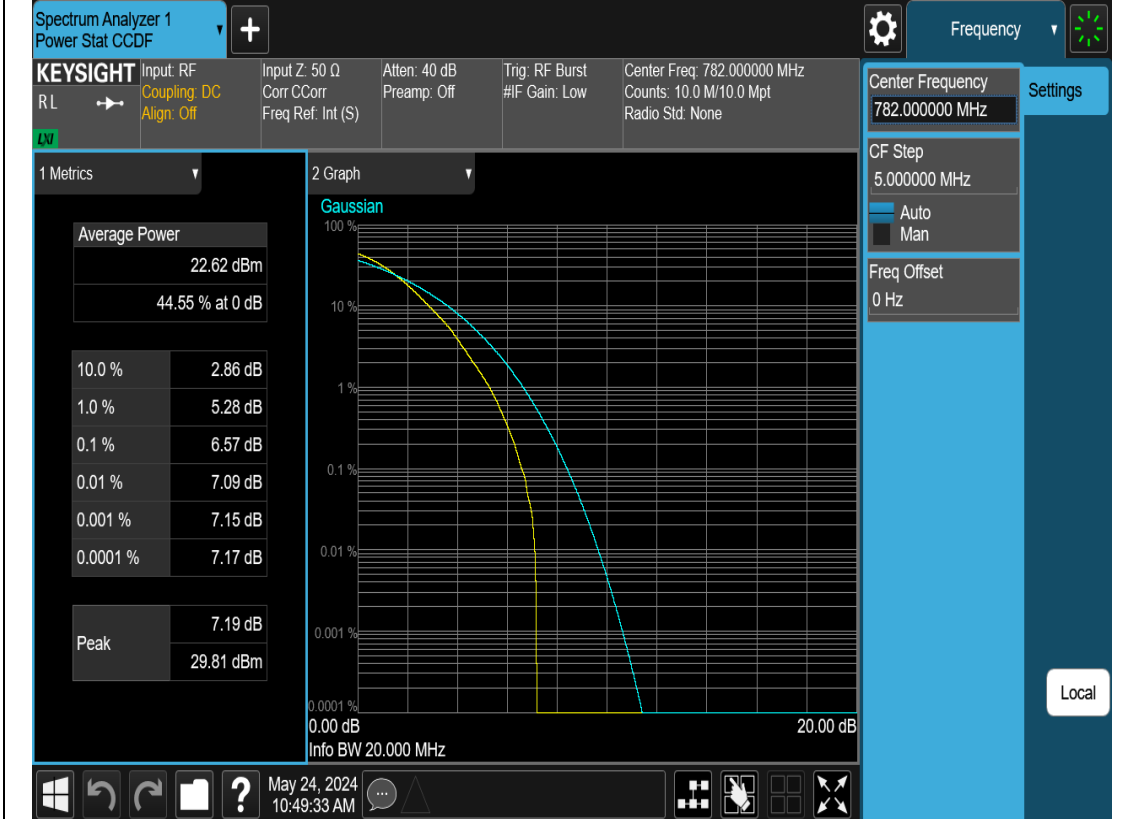 Spectrum Analyzer 1
Power Stat CCDF
+
Frequency
KEYSIGHT
RL
LXI
Input: RF
Coupling: DC
Align: Off
Input Z: 50 Ω
Corr CCorr
Freq Ref: Int (S)
Atten: 40 dB
Preamp: Off
Trig: RF Burst
#IF Gain: Low
Center Freq: 782.000000 MHz
Counts: 10.0 M/10.0 Mpt
Radio Std: None
Center Frequency
782.000000 MHz
Settings
CF Step
5.000000 MHz
Auto
Man
Freq Offset
0 Hz
1 Metrics
Average Power
22.62 dBm
44.55 % at 0 dB
10.0 % 2.86 dB
1.0 % 5.28 dB
0.1 % 6.57 dB
0.01 % 7.09 dB
0.001 % 7.15 dB
0.0001 % 7.17 dB
Peak
7.19 dB
29.81 dBm
2 Graph
Gaussian
100 %
10 %
1 %
0.1 %
0.01 %
0.001 %
0.0001 %
0.00 dB 20.00 dB
Info BW 20.000 MHz
Local
?
May 24, 2024
10:49:33 AM